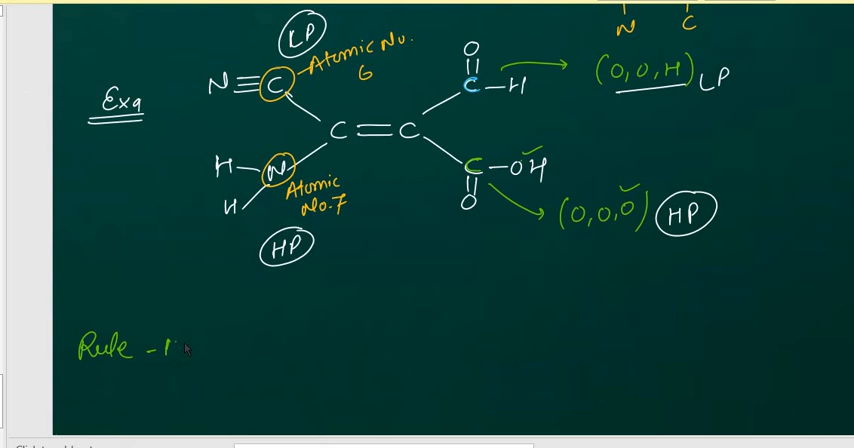 N C
LP
Atomic No.
6
O
Exa
N≡C
C
—H
(O, O, H) LP
C=C
H—N
H
Atomic
No. 7
C—OH
O
(O, O, O) HP
HP
Rule - 1